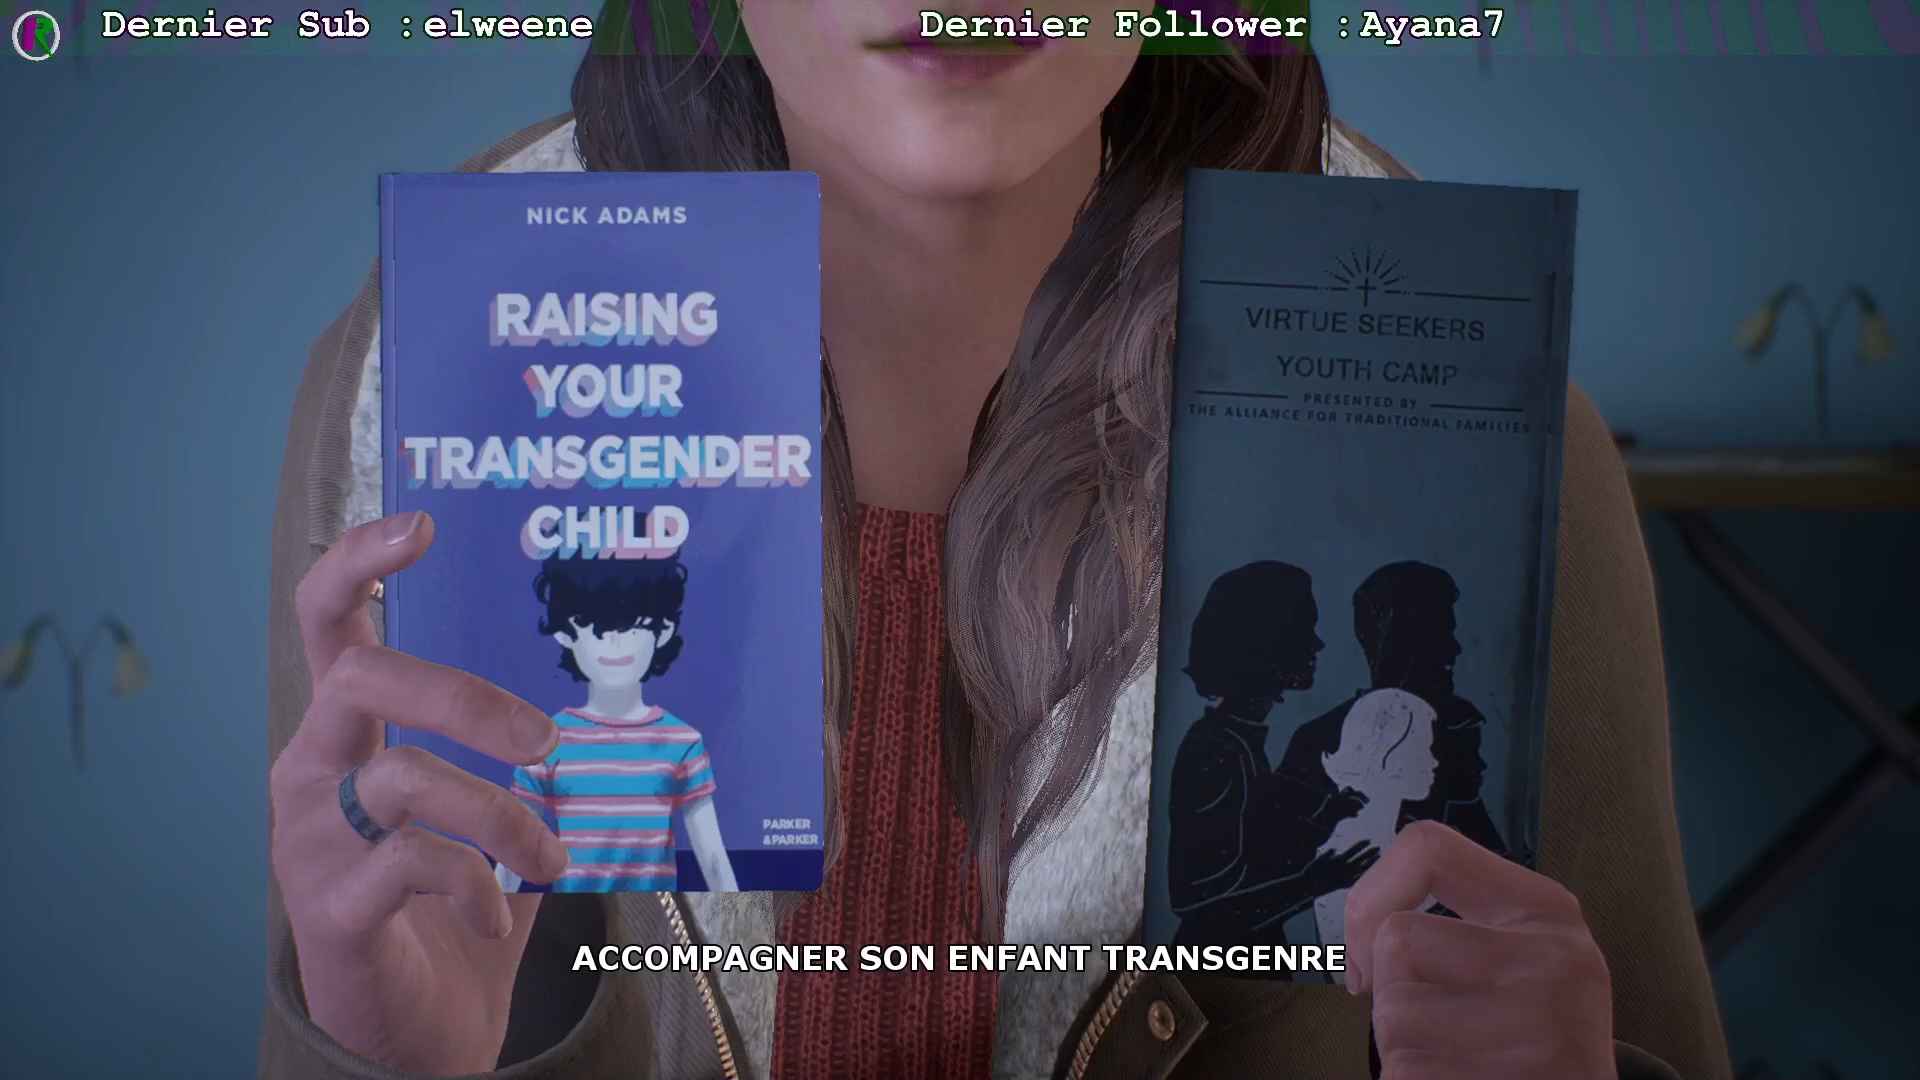 Dernier Sub : elweene
Dernier Follower : Ayana7
NICK ADAMS
RAISING
YOUR
TRANSGENDER
CHILD
PARKER
&PARKER
VIRTUE SEEKERS
YOUTH CAMP
PRESENTED BY
THE ALLIANCE FOR TRADITIONAL FAMILIES
ACCOMPAGNER SON ENFANT TRANSGENRE